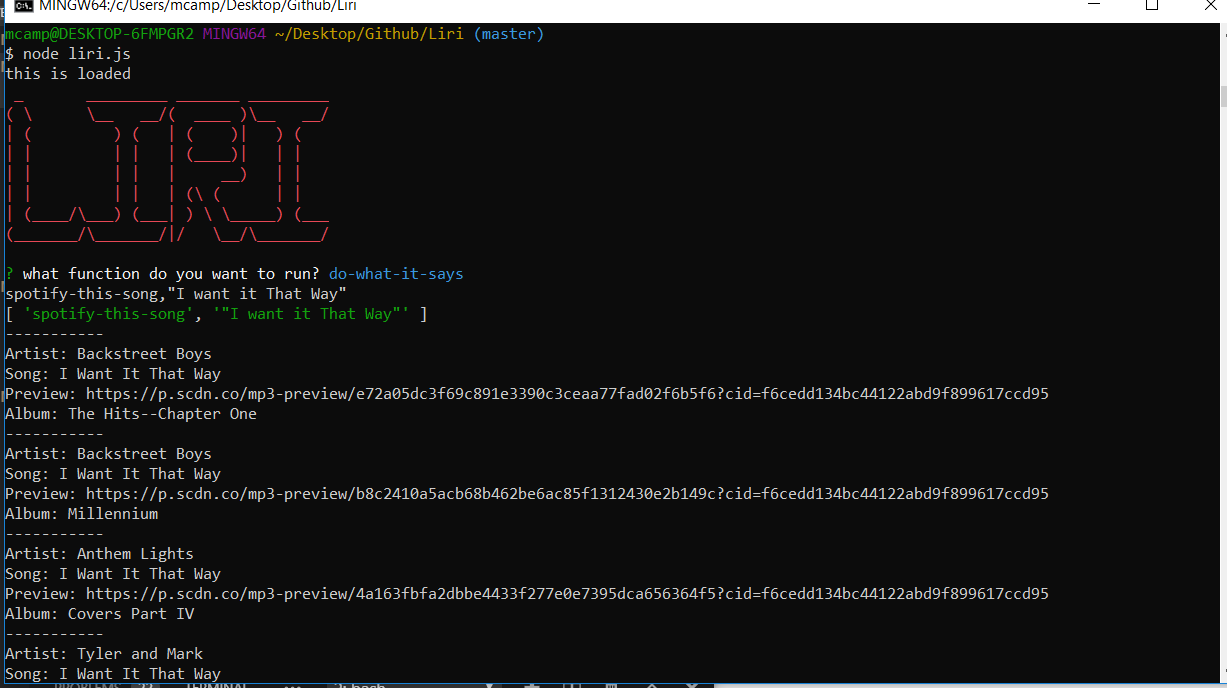 MINGW64:/c/Users/mcamp/Desktop/Github/Liri
mcamp@DESKTOP-6FMPGR2 MINGW64 ~/Desktop/Github/Liri (master)
$ node liri.js
this is loaded
LIRI
? what function do you want to run? do-what-it-says
spotify-this-song,"I want it That Way"
[ 'spotify-this-song', '"I want it That Way"' ]
-----------
Artist: Backstreet Boys
Song: I Want It That Way
Preview: https://p.scdn.co/mp3-preview/e72a05dc3f69c891e3390c3ceaa77fad02f6b5f6?cid=f6cedd134bc44122abd9f899617ccd95
Album: The Hits--Chapter One
-----------
Artist: Backstreet Boys
Song: I Want It That Way
Preview: https://p.scdn.co/mp3-preview/b8c2410a5acb68b462be6ac85f1312430e2b149c?cid=f6cedd134bc44122abd9f899617ccd95
Album: Millennium
-----------
Artist: Anthem Lights
Song: I Want It That Way
Preview: https://p.scdn.co/mp3-preview/4a163fbfa2dbbe4433f277e0e7395dca656364f5?cid=f6cedd134bc44122abd9f899617ccd95
Album: Covers Part IV
-----------
Artist: Tyler and Mark
Song: I Want It That Way